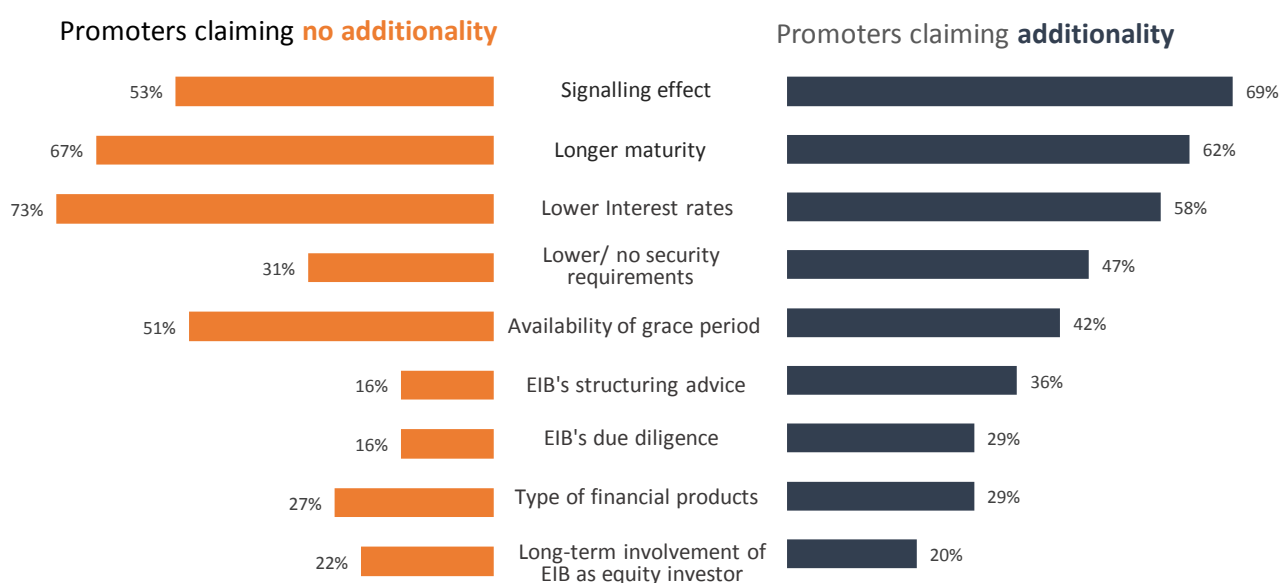 Promoters claiming no additionality
Promoters claiming additionality
53%
Signalling effect
69%
67%
Longer maturity
62%
73%
Lower Interest rates
58%
31%
Lower/ no security
requirements
47%
51%
Availability of grace period
42%
16%
EIB's structuring advice
36%
16%
EIB's due diligence
29%
27%
Type of financial products
29%
22%
Long-term involvement of
EIB as equity investor
20%